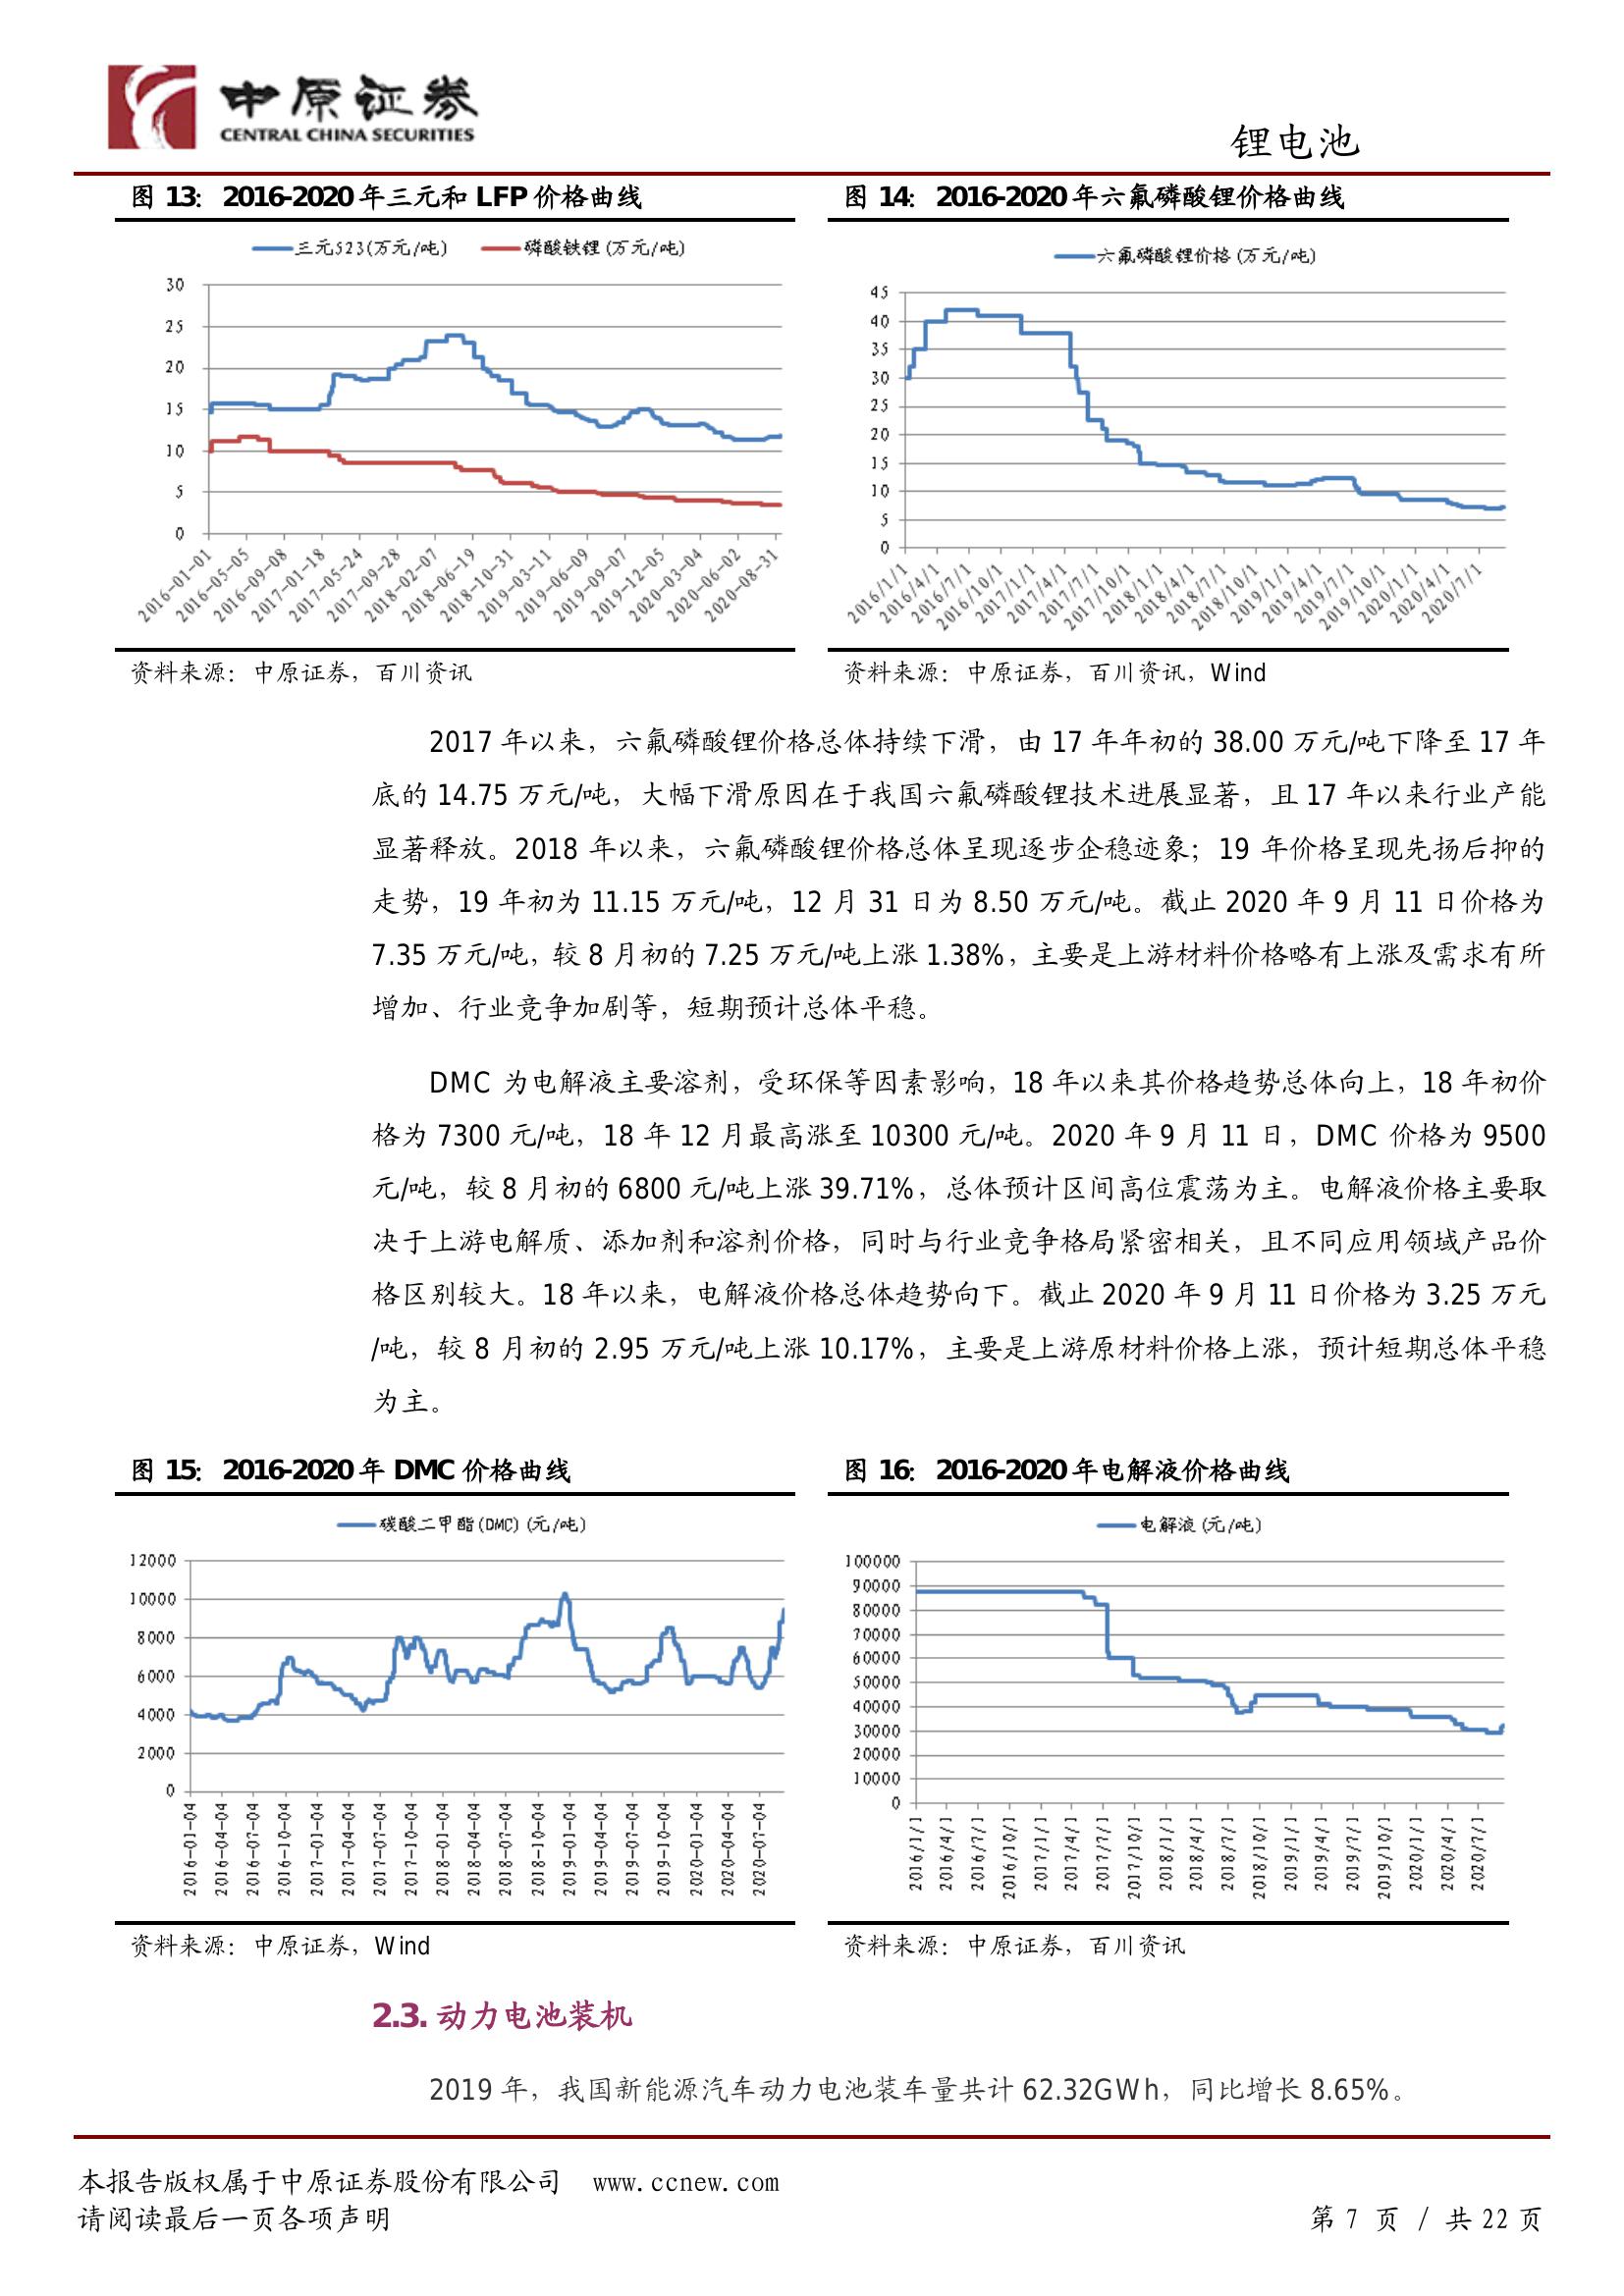 中原证券
CENTRAL CHINA SECURITIES
锂电池
图 13： 2016-2020 年三元和 LFP 价格曲线
三元523(万元/吨) 磷酸铁锂 (万元/吨)
30
25
20
15
10
5
0
2016-01-01 2016-05-05 2016-09-08 2017-01-18 2017-05-24 2017-09-28 2018-02-07 2018-06-19 2018-10-31 2019-03-11 2019-06-09 2019-09-07 2019-12-05 2020-03-04 2020-06-02 2020-08-31
资料来源：中原证券，百川资讯
图 14： 2016-2020 年六氟磷酸锂价格曲线
六氟磷酸锂价格 (万元/吨)
45
40
35
30
25
20
15
10
5
0
2016/1/1 2016/4/1 2016/7/1 2016/10/1 2017/1/1 2017/4/1 2017/7/1 2017/10/1 2018/1/1 2018/4/1 2018/7/1 2018/10/1 2019/1/1 2019/4/1 2019/7/1 2019/10/1 2020/1/1 2020/4/1 2020/7/1
资料来源：中原证券，百川资讯，Wind
2017 年以来，六氟磷酸锂价格总体持续下滑，由 17 年年初的 38.00 万元/吨下降至 17 年
底的 14.75 万元/吨，大幅下滑原因在于我国六氟磷酸锂技术进展显著，且 17 年以来行业产能
显著释放。2018 年以来，六氟磷酸锂价格总体呈现逐步企稳迹象；19 年价格呈现先扬后抑的
走势，19 年初为 11.15 万元/吨，12 月 31 日为 8.50 万元/吨。截止 2020 年 9 月 11 日价格为
7.35 万元/吨，较 8 月初的 7.25 万元/吨上涨 1.38%，主要是上游材料价格略有上涨及需求有所
增加、行业竞争加剧等，短期预计总体平稳。
DMC 为电解液主要溶剂，受环保等因素影响，18 年以来其价格趋势总体向上，18 年初价
格为 7300 元/吨，18 年 12 月最高涨至 10300 元/吨。2020 年 9 月 11 日，DMC 价格为 9500
元/吨，较 8 月初的 6800 元/吨上涨 39.71%，总体预计区间高位震荡为主。电解液价格主要取
决于上游电解质、添加剂和溶剂价格，同时与行业竞争格局紧密相关，且不同应用领域产品价
格区别较大。18 年以来，电解液价格总体趋势向下。截止 2020 年 9 月 11 日价格为 3.25 万元
/吨，较 8 月初的 2.95 万元/吨上涨 10.17%，主要是上游原材料价格上涨，预计短期总体平稳
为主。
图 15： 2016-2020 年 DMC 价格曲线
碳酸二甲酯(DMC) (元/吨)
12000
10000
8000
6000
4000
2000
0
2016-01-04 2016-04-04 2016-07-04 2016-10-04 2017-01-04 2017-04-04 2017-07-04 2017-10-04 2018-01-04 2018-04-04 2018-07-04 2018-10-04 2019-01-04 2019-04-04 2019-07-04 2019-10-04 2020-01-04 2020-04-04 2020-07-04
资料来源：中原证券，Wind
图 16： 2016-2020 年电解液价格曲线
电解液 (元/吨)
100000
90000
80000
70000
60000
50000
40000
30000
20000
10000
0
2016/1/1 2016/4/1 2016/7/1 2016/10/1 2017/1/1 2017/4/1 2017/7/1 2017/10/1 2018/1/1 2018/4/1 2018/7/1 2018/10/1 2019/1/1 2019/4/1 2019/7/1 2019/10/1 2020/1/1 2020/4/1 2020/7/1
资料来源：中原证券，百川资讯
2.3. 动力电池装机
2019 年，我国新能源汽车动力电池装车量共计 62.32GWh，同比增长 8.65%。
本报告版权属于中原证券股份有限公司 www.ccnew.com
请阅读最后一页各项声明
第 7 页 / 共 22 页